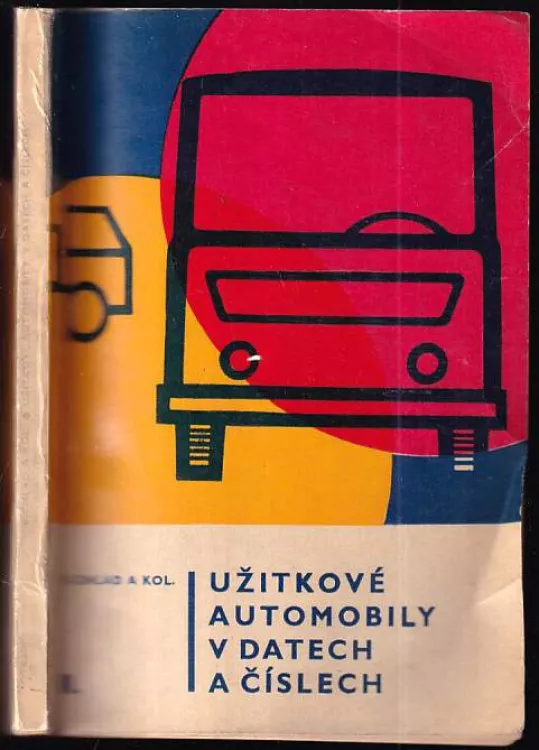 A KOL.
UŽITKOVÉ
AUTOMOBILY
V DATECH
A ČÍSLECH